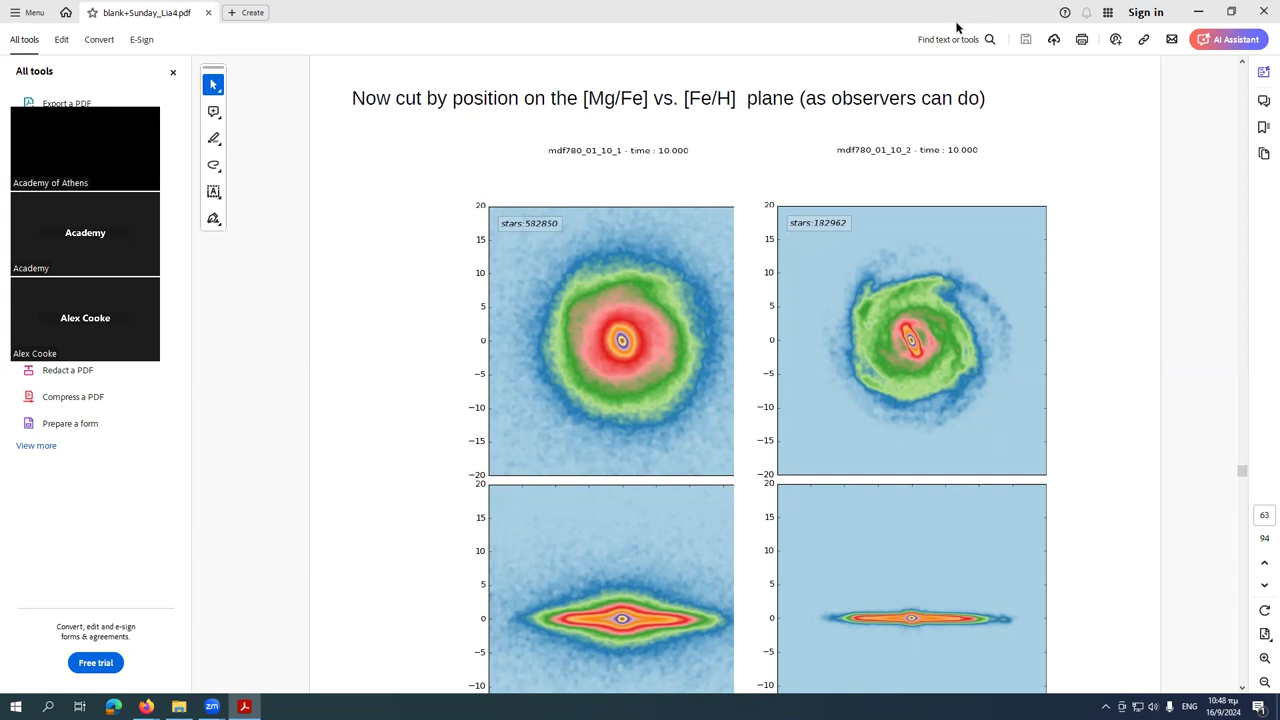 Menu
blank+Sunday_Lia4.pdf
Create
Sign in
All tools
Edit
Convert
E-Sign
Find text or tools
AI Assistant
All tools
Export a PDF
Academy of Athens
Academy
Academy
Alex Cooke
Alex Cooke
Redact a PDF
Compress a PDF
Prepare a form
View more
Convert, edit and e-sign
forms & agreements.
Free trial
Now cut by position on the [Mg/Fe] vs. [Fe/H] plane (as observers can do)
mdf780_01_10_1 - time : 10.000
mdf780_01_10_2 - time : 10.000
20
15
10
5
0
−5
−10
−15
−20
stars:582850
20
15
10
5
0
−5
−10
−15
−20
stars:182962
20
15
10
5
0
−5
−10
20
15
10
5
0
−5
−10
63
94
ENG
10:48 πμ
16/9/2024
zm
1